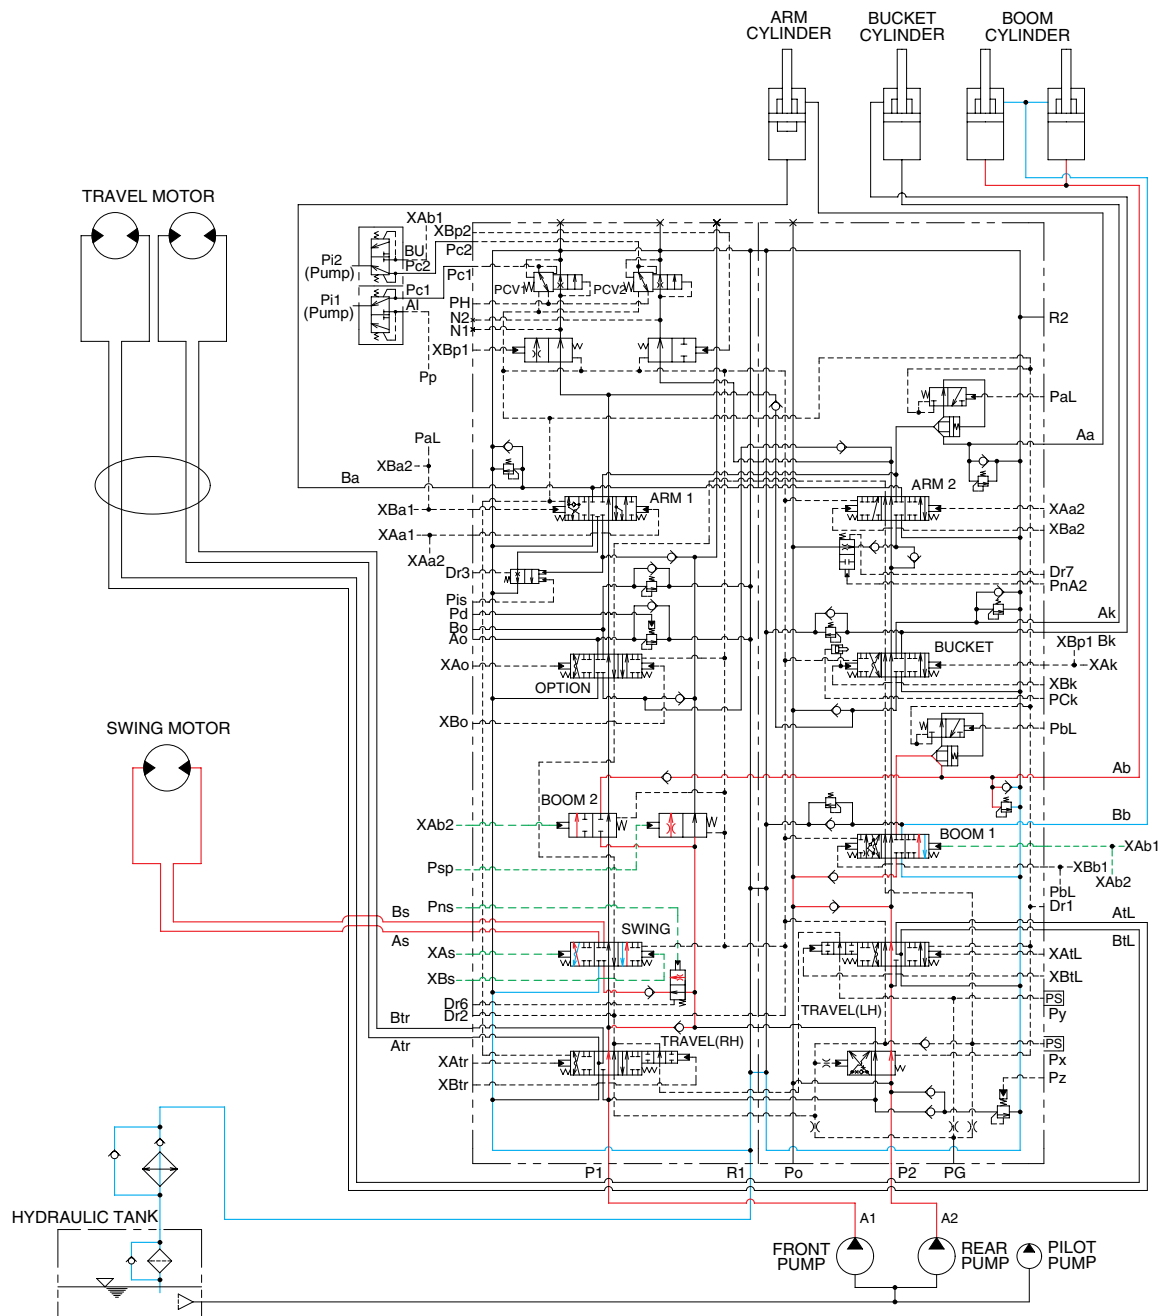 ARM
CYLINDER
BUCKET
CYLINDER
BOOM
CYLINDER
TRAVEL MOTOR
XAb1
XBp2
BU
Pc2
Pc2
Pi2
(Pump)
Pc1
Pc1
AI
Pi1
(Pump)
PCV1
PCV2
PH
N2
N1
R2
XBp1
Pp
PaL
Aa
PaL
XBa2
Ba
XBa1
ARM 1
ARM 2
XAa2
XAa1
XBa2
XAa2
Dr3
Dr7
Pis
PnA2
Pd
Bo
Ao
Ak
XAo
BUCKET
XBp1 Bk
XAk
OPTION
XBk
PCk
XBo
PbL
SWING MOTOR
Ab
BOOM 2
Bb
XAb2
BOOM 1
XAb1
Psp
XBb1
XAb2
PbL
Dr1
Pns
Bs
AtL
As
SWING
BtL
XAs
XAtL
XBs
XBtL
Dr6
Dr2
PS
Py
Btr
TRAVEL(LH)
Atr
TRAVEL(RH)
PS
Px
XAtr
Pz
XBtr
P1
R1
Po
P2
PG
HYDRAULIC TANK
A1
A2
FRONT
PUMP
REAR
PUMP
PILOT
PUMP